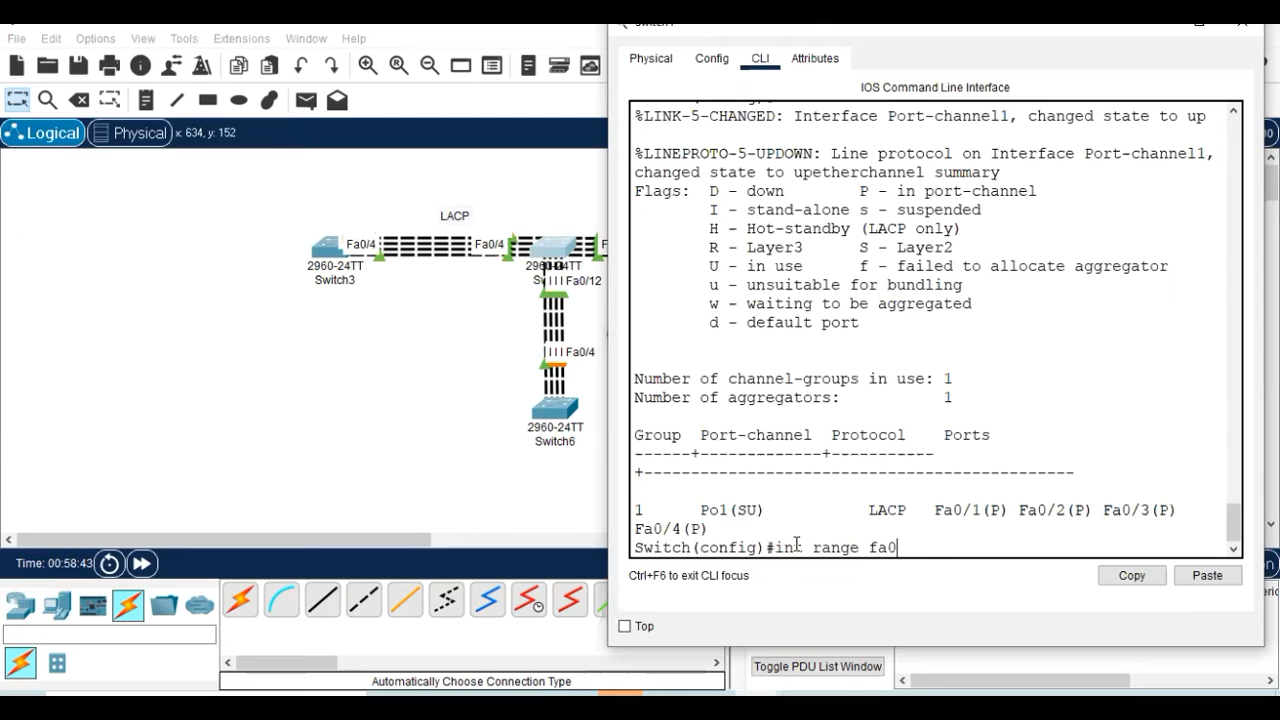 File Edit Options View Tools Extensions Window Help
Logical Physical x: 634, y: 152
LACP
Fa0/4 Fa0/4 F
2960-24TT
Switch3
Fa0/12
Fa0/4
2960-24TT
Switch6
Time: 00:43:58
Automatically Choose Connection Type
Physical Config CLI Attributes
IOS Command Line Interface
%LINK-5-CHANGED: Interface Port-channel1, changed state to up
%LINEPROTO-5-UPDOWN: Line protocol on Interface Port-channel1,
changed state to upetherchannel summary
Flags: D - down P - in port-channel
I - stand-alone s - suspended
H - Hot-standby (LACP only)
R - Layer3 S - Layer2
U - in use f - failed to allocate aggregator
u - unsuitable for bundling
w - waiting to be aggregated
d - default port
Number of channel-groups in use: 1
Number of aggregators: 1
Group Port-channel Protocol Ports
------+-------------+-----------
+----------------------------------------------
1 Po1(SU) LACP Fa0/1(P) Fa0/2(P) Fa0/3(P)
Fa0/4(P)
Switch(config)#int range fa0
Ctrl+F6 to exit CLI focus
Copy Paste
Top
Toggle PDU List Window